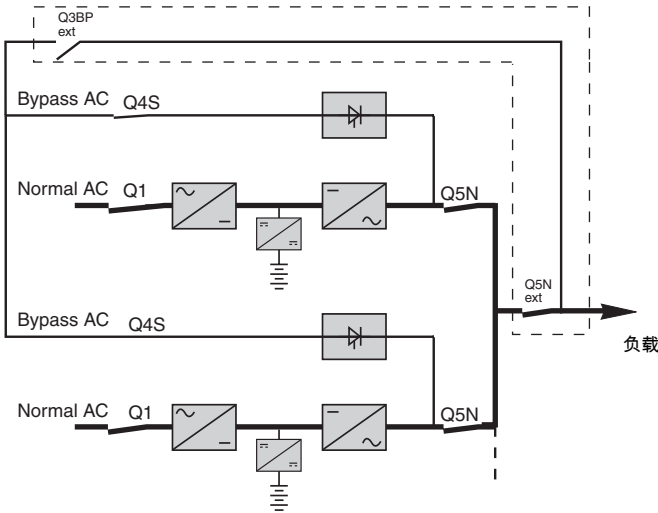 Q3BP
ext
Bypass AC Q4S
Normal AC Q1
Q5N
Q5N
ext
负载
Bypass AC Q4S
Normal AC Q1
Q5N